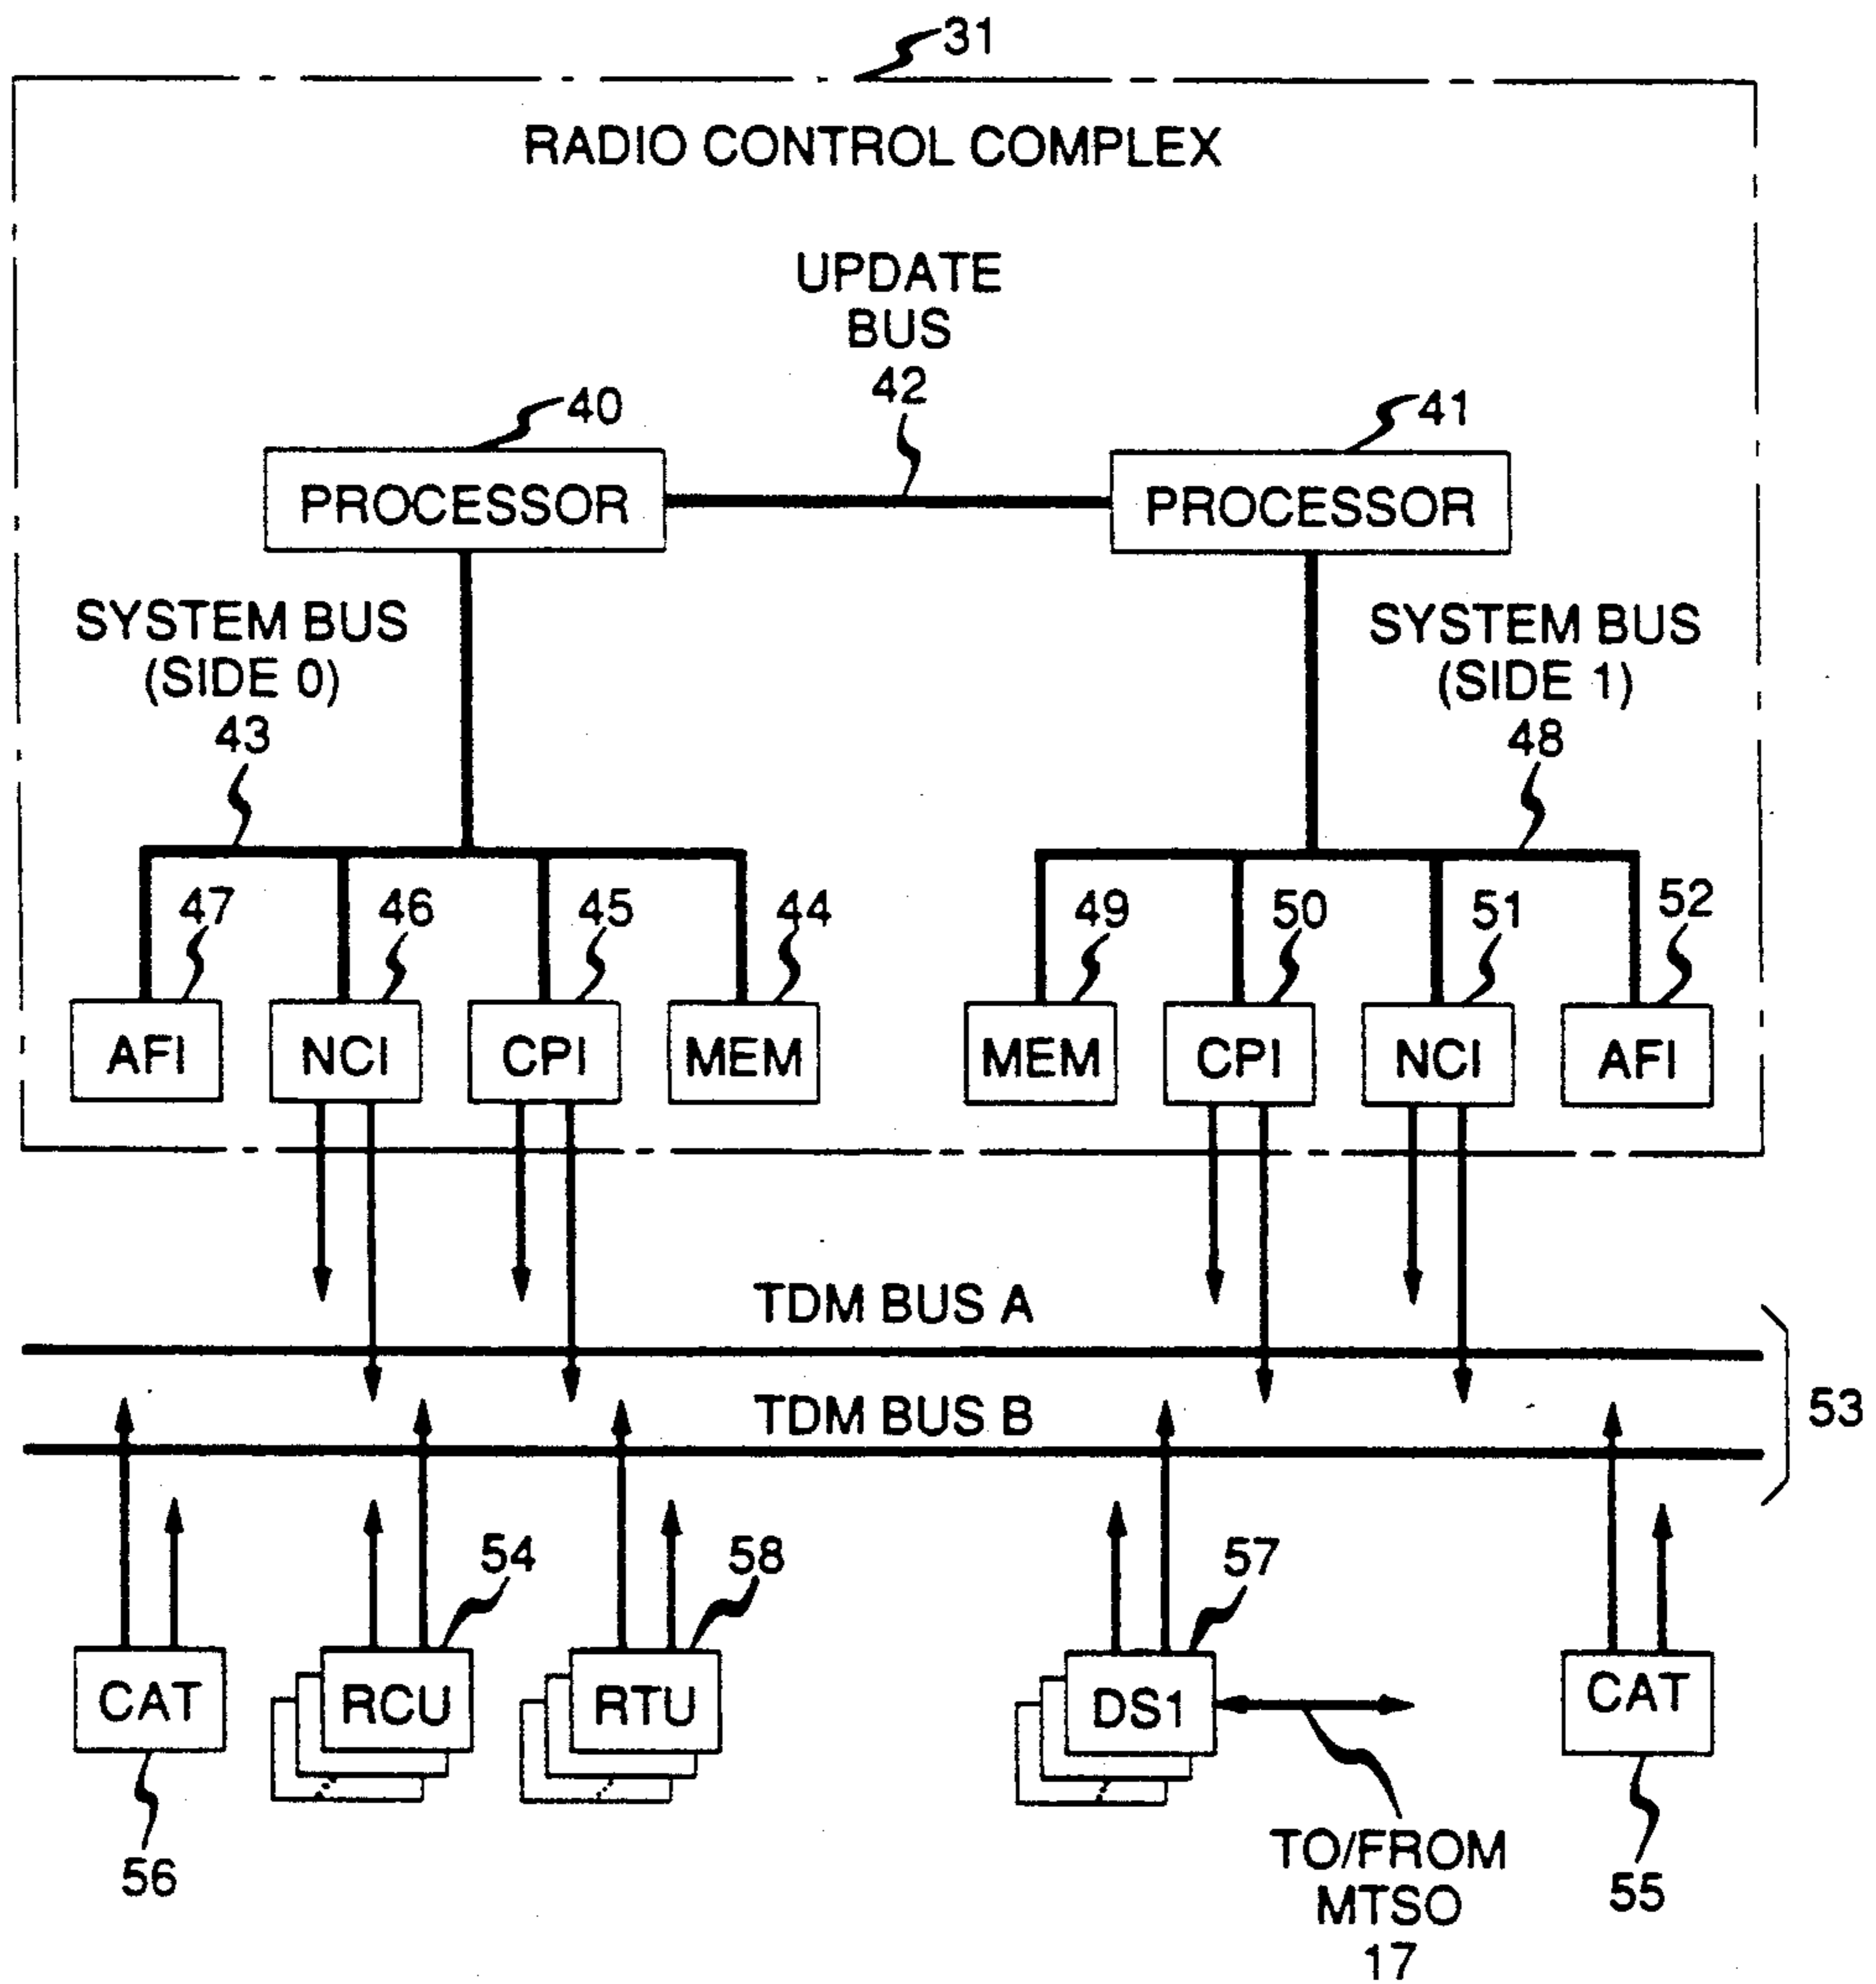 31
RADIO CONTROL COMPLEX
UPDATE
BUS
42
40
41
PROCESSOR
PROCESSOR
SYSTEM BUS
(SIDE 0)
43
SYSTEM BUS
(SIDE 1)
48
47
46
45
44
49
50
51
52
AFI
NCI
CPI
MEM
MEM
CPI
NCI
AFI
TDM BUS A
TDM BUS B
53
54
58
57
CAT
RCU
RTU
DS1
CAT
56
TO/FROM
MTSO
17
55